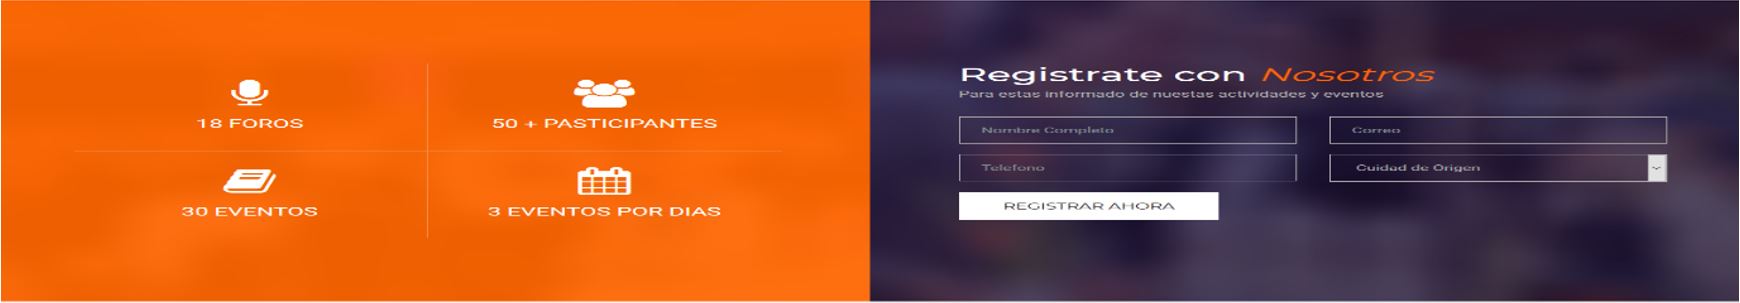 18 FOROS
50 + PASTICIPANTES
30 EVENTOS
3 EVENTOS POR DIAS
Registrate con Nosotros
Para estas informado de nuestas actividades y eventos
Nombre Completo
Correo
Telefono
Cuidad de Origen
REGISTRAR AHORA